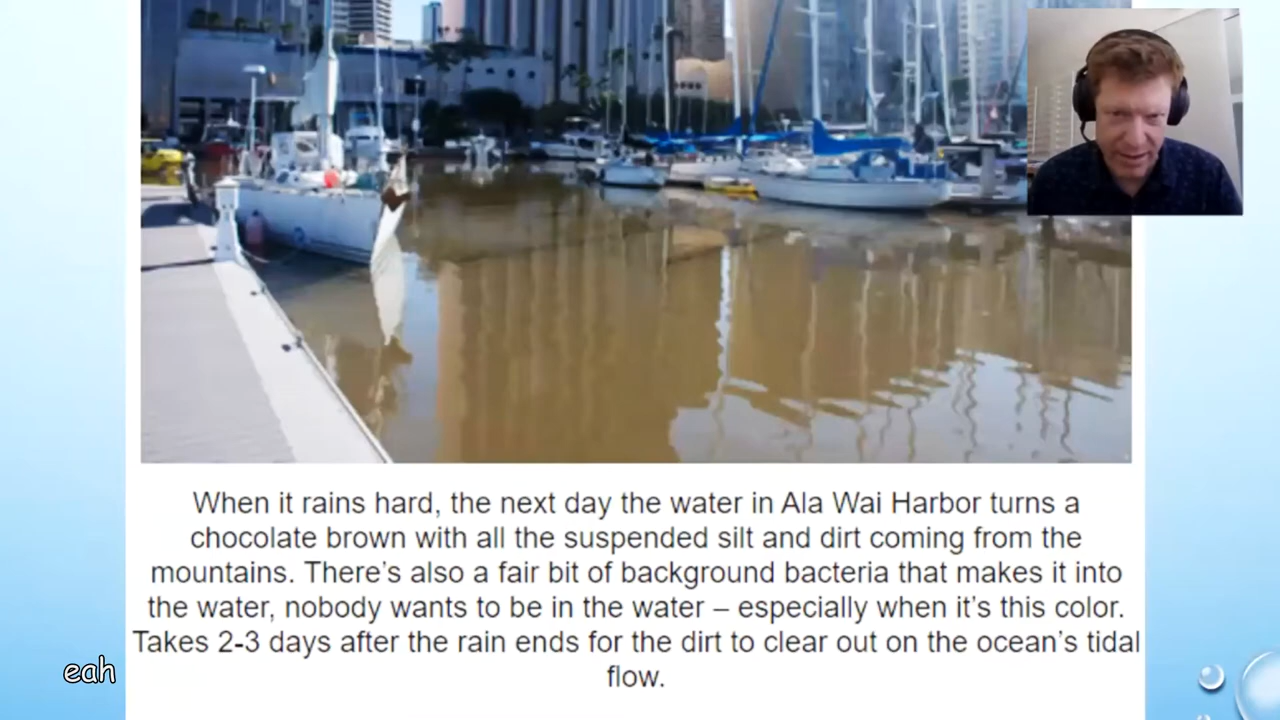 When it rains hard, the next day the water in Ala Wai Harbor turns a
chocolate brown with all the suspended silt and dirt coming from the
mountains. There's also a fair bit of background bacteria that makes it into
the water, nobody wants to be in the water – especially when it's this color.
Takes 2-3 days after the rain ends for the dirt to clear out on the ocean's tidal
flow.
eah